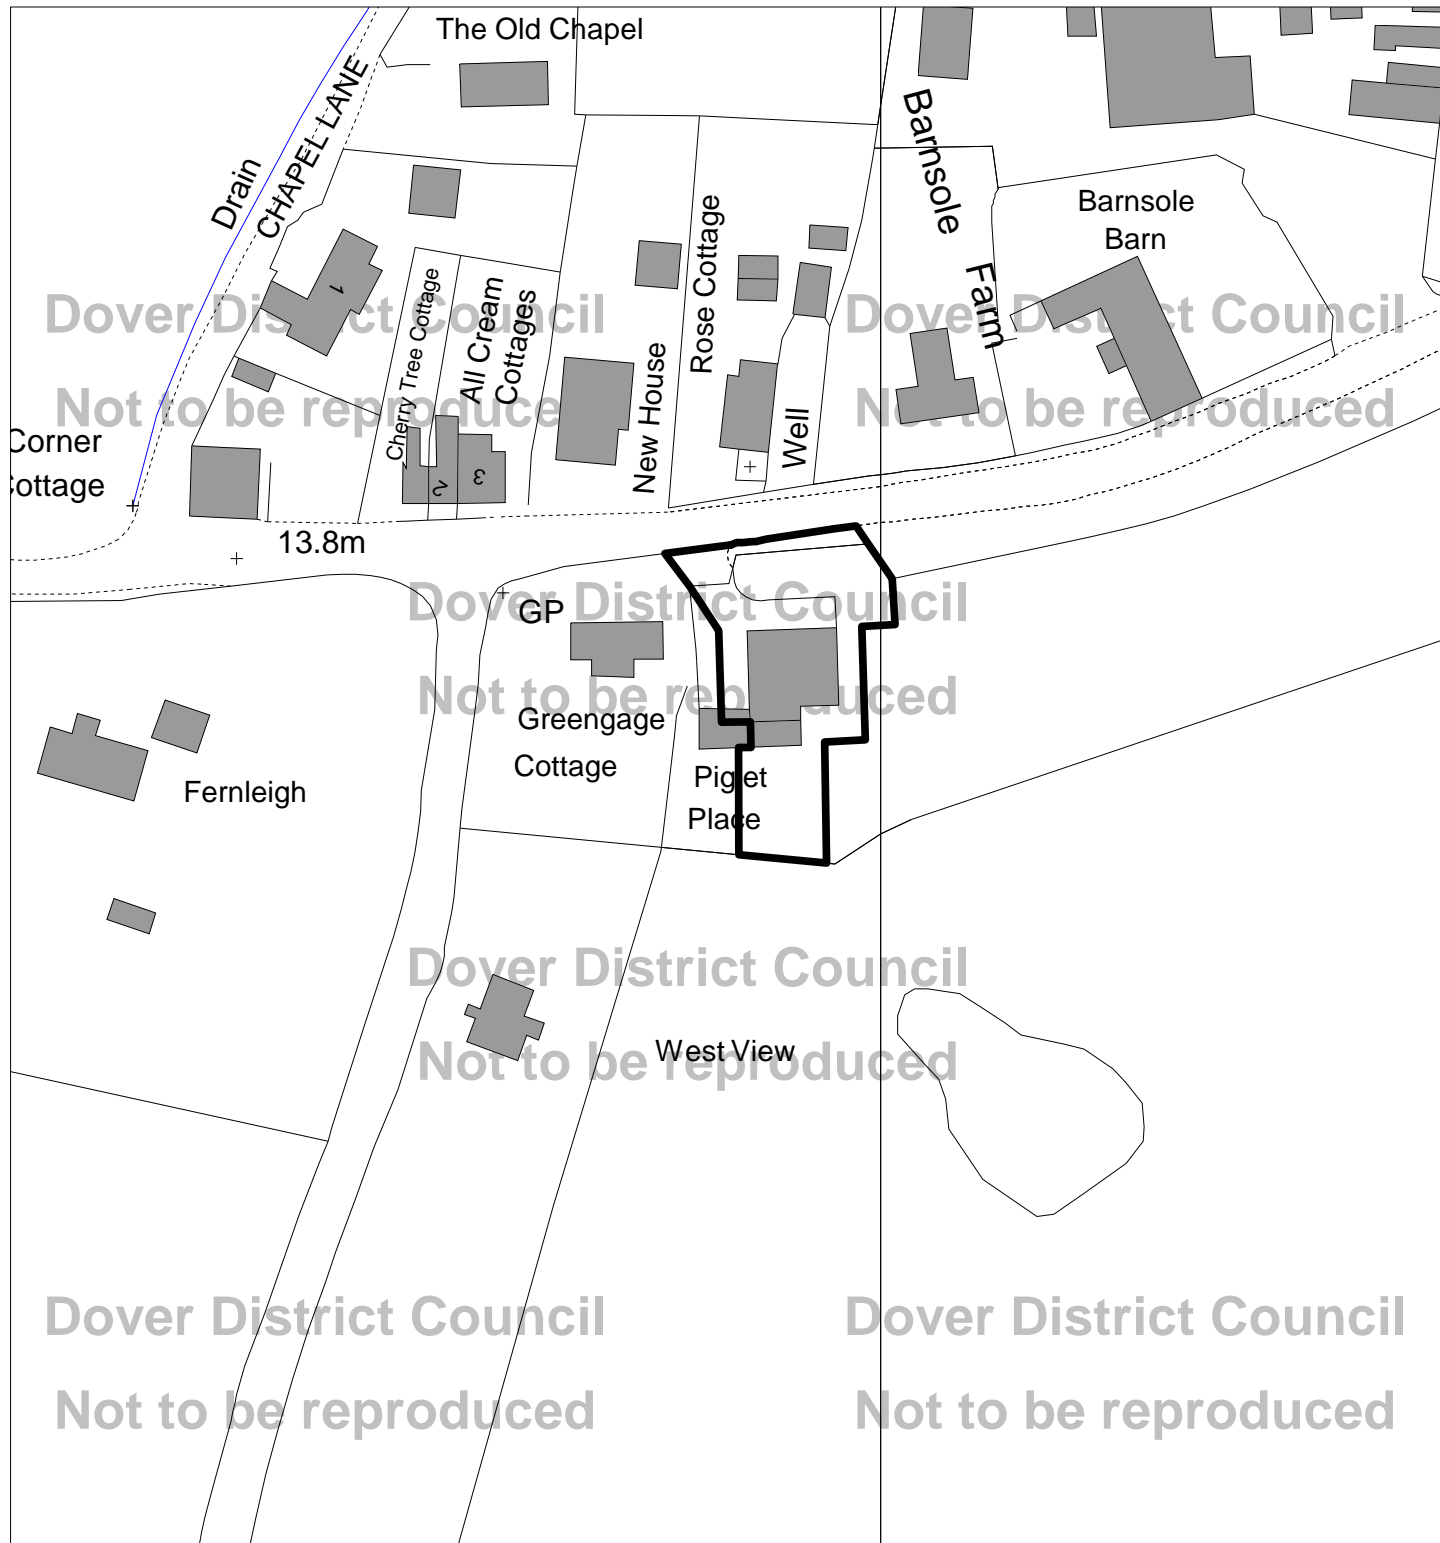 The Old Chapel
CHAPEL LANE
Drain
Barnsole
Farm
Barnsole
Barn
1
Cherry Tree Cottage
All Cream
Cottages
New House
Rose Cottage
Well
Dover District Council
Dover District Council
Not to be reproduced
Not to be reproduced
Corner
Cottage
2
3
13.8m
Dover District Council
GP
Not to be reproduced
Greengage
Cottage
Piglet
Place
Fernleigh
Dover District Council
West View
Not to be reproduced
Dover District Council
Dover District Council
Not to be reproduced
Not to be reproduced